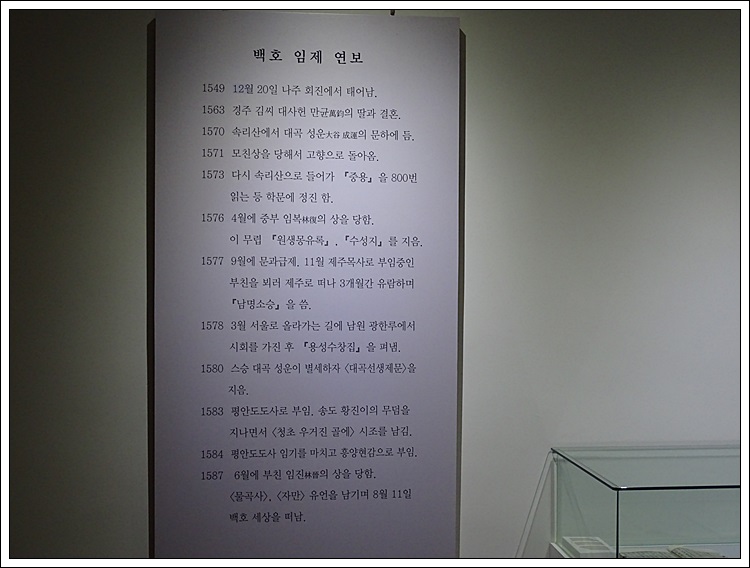 백호 임제 연보
1549 12월 20일 나주 회진에서 태어남.
1563 경주 김씨 대사헌 만균萬鈞의 딸과 결혼.
1570 속리산에서 대곡 성운大谷 成運의 문하에 듬.
1571 모친상을 당해서 고향으로 돌아옴.
1573 다시 속리산으로 들어가 『중용』을 800번
읽는 등 학문에 정진 함.
1576 4월에 중부 임복林復의 상을 당함.
이 무렵 『원생몽유록』, 『수성지』를 지음.
1577 9월에 문과급제. 11월 제주목사로 부임중인
부친을 뵈러 제주로 떠나 3개월간 유람하며
『남명소승』을 씀.
1578 3월 서울로 올라가는 길에 남원 광한루에서
시회를 가진 후 『용성수창집』을 펴냄.
1580 스승 대곡 성운이 별세하자 〈대곡선생제문〉을
지음.
1583 평안도도사로 부임. 송도 황진이의 무덤을
지나면서 〈청초 우거진 골에〉 시조를 남김.
1584 평안도도사 임기를 마치고 흥양현감으로 부임.
1587 6월에 부친 임진林晉의 상을 당함.
〈물곡사〉, 〈자만〉 유언을 남기며 8월 11일
백호 세상을 떠남.